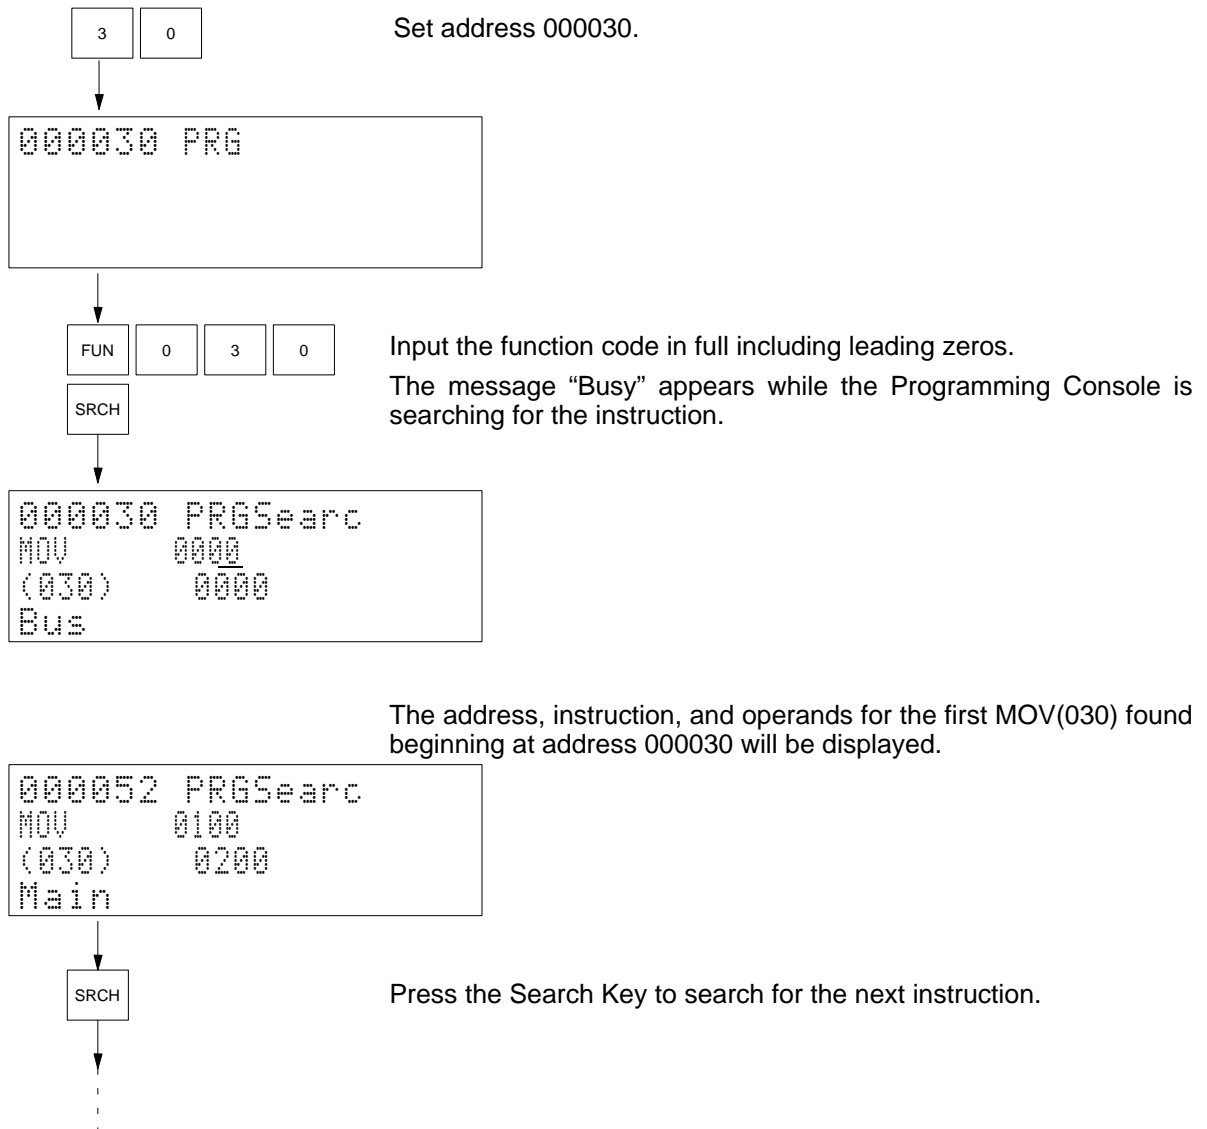 3 0 Set address 000030.
000030 PRG
FUN 0 3 0 Input the function code in full including leading zeros.
SRCH The message “Busy” appears while the Programming Console is
searching for the instruction.
000030 PRGSearc
MOV 0000
(030) 0000
Bus
The address, instruction, and operands for the first MOV(030) found
beginning at address 000030 will be displayed.
000052 PRGSearc
MOV 0100
(030) 0200
Main
SRCH Press the Search Key to search for the next instruction.